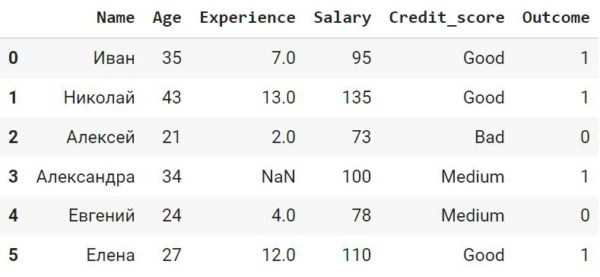 Name Age Experience Salary Credit_score Outcome
0 Иван 35 7.0 95 Good 1
1 Николай 43 13.0 135 Good 1
2 Алексей 21 2.0 73 Bad 0
3 Александра 34 NaN 100 Medium 1
4 Евгений 24 4.0 78 Medium 0
5 Елена 27 12.0 110 Good 1